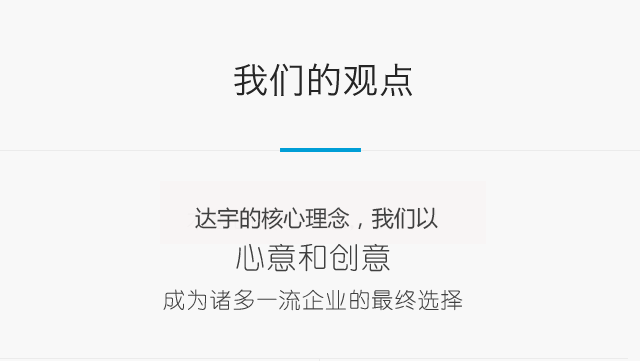 我们的观点
达宇的核心理念，我们以
心意和创意
成为诸多一流企业的最终选择